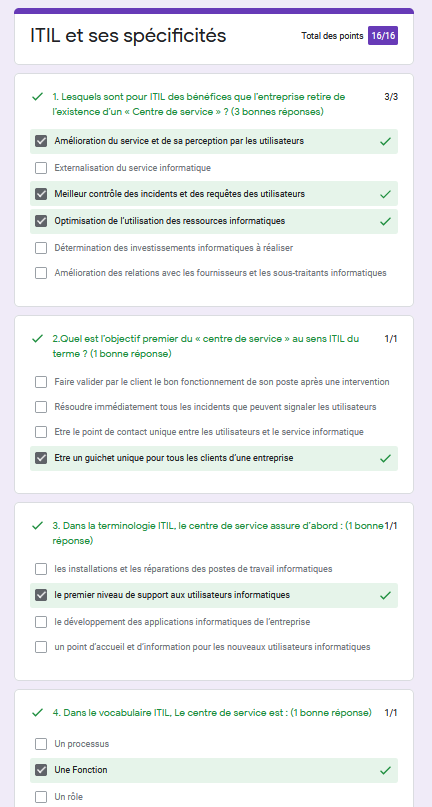 ITIL et ses spécificités
Total des points 16/16
1. Lesquels sont pour ITIL des bénéfices que l'entreprise retire de 3/3
l'existence d'un « Centre de service » ? (3 bonnes réponses)
Amélioration du service et de sa perception par les utilisateurs
Externalisation du service informatique
Meilleur contrôle des incidents et des requêtes des utilisateurs
Optimisation de l'utilisation des ressources informatiques
Détermination des investissements informatiques à réaliser
Amélioration des relations avec les fournisseurs et les sous-traitants informatiques
2.Quel est l'objectif premier du « centre de service » au sens ITIL du 1/1
terme ? (1 bonne réponse)
Faire valider par le client le bon fonctionnement de son poste après une intervention
Résoudre immédiatement tous les incidents que peuvent signaler les utilisateurs
Etre le point de contact unique entre les utilisateurs et le service informatique
Etre un guichet unique pour tous les clients d'une entreprise
3. Dans la terminologie ITIL, le centre de service assure d'abord : (1 bonne 1/1
réponse)
les installations et les réparations des postes de travail informatiques
le premier niveau de support aux utilisateurs informatiques
le développement des applications informatiques de l'entreprise
un point d'accueil et d'information pour les nouveaux utilisateurs informatiques
4. Dans le vocabulaire ITIL, Le centre de service est : (1 bonne réponse) 1/1
Un processus
Une Fonction
Un rôle